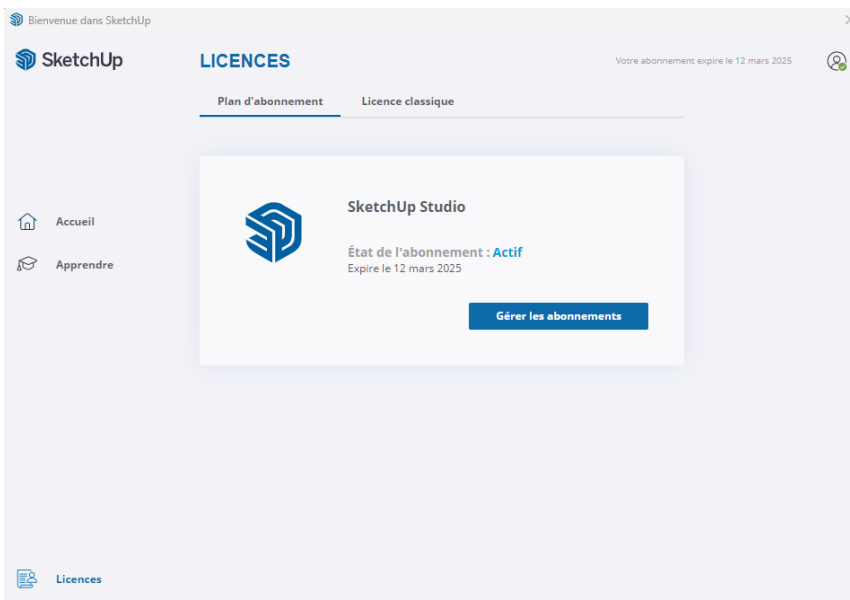 Bienvenue dans SketchUp
SketchUp
LICENCES
Votre abonnement expire le 12 mars 2025
Plan d'abonnement
Licence classique
SketchUp Studio
État de l'abonnement : Actif
Expire le 12 mars 2025
Gérer les abonnements
Accueil
Apprendre
Licences